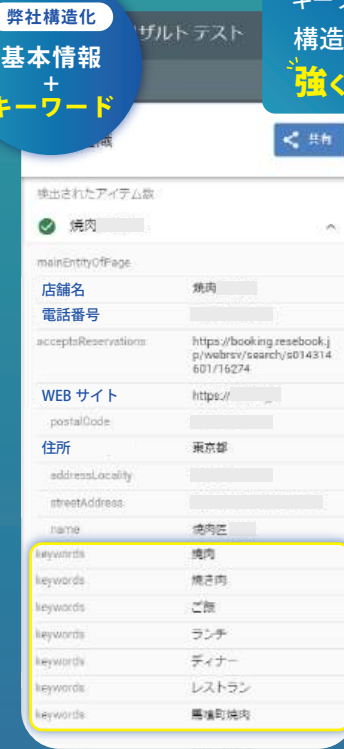 弊社構造化
基本情報
+
キーワード
ザルト テスト
構造
強く
共有
検出されたアイテム数
焼肉
mainEntityOfPage
店舗名 焼肉
電話番号
acceptsReservations https://booking.resebook.j
p/webrsv/search/s014314
601/16274
WEB サイト https://
postalCode
住所 東京都
addressLocality
streetAddress
name 焼肉匠
keywords 焼肉
keywords 焼き肉
keywords ご飯
keywords ランチ
keywords ディナー
keywords レストラン
keywords 馬喰町焼肉